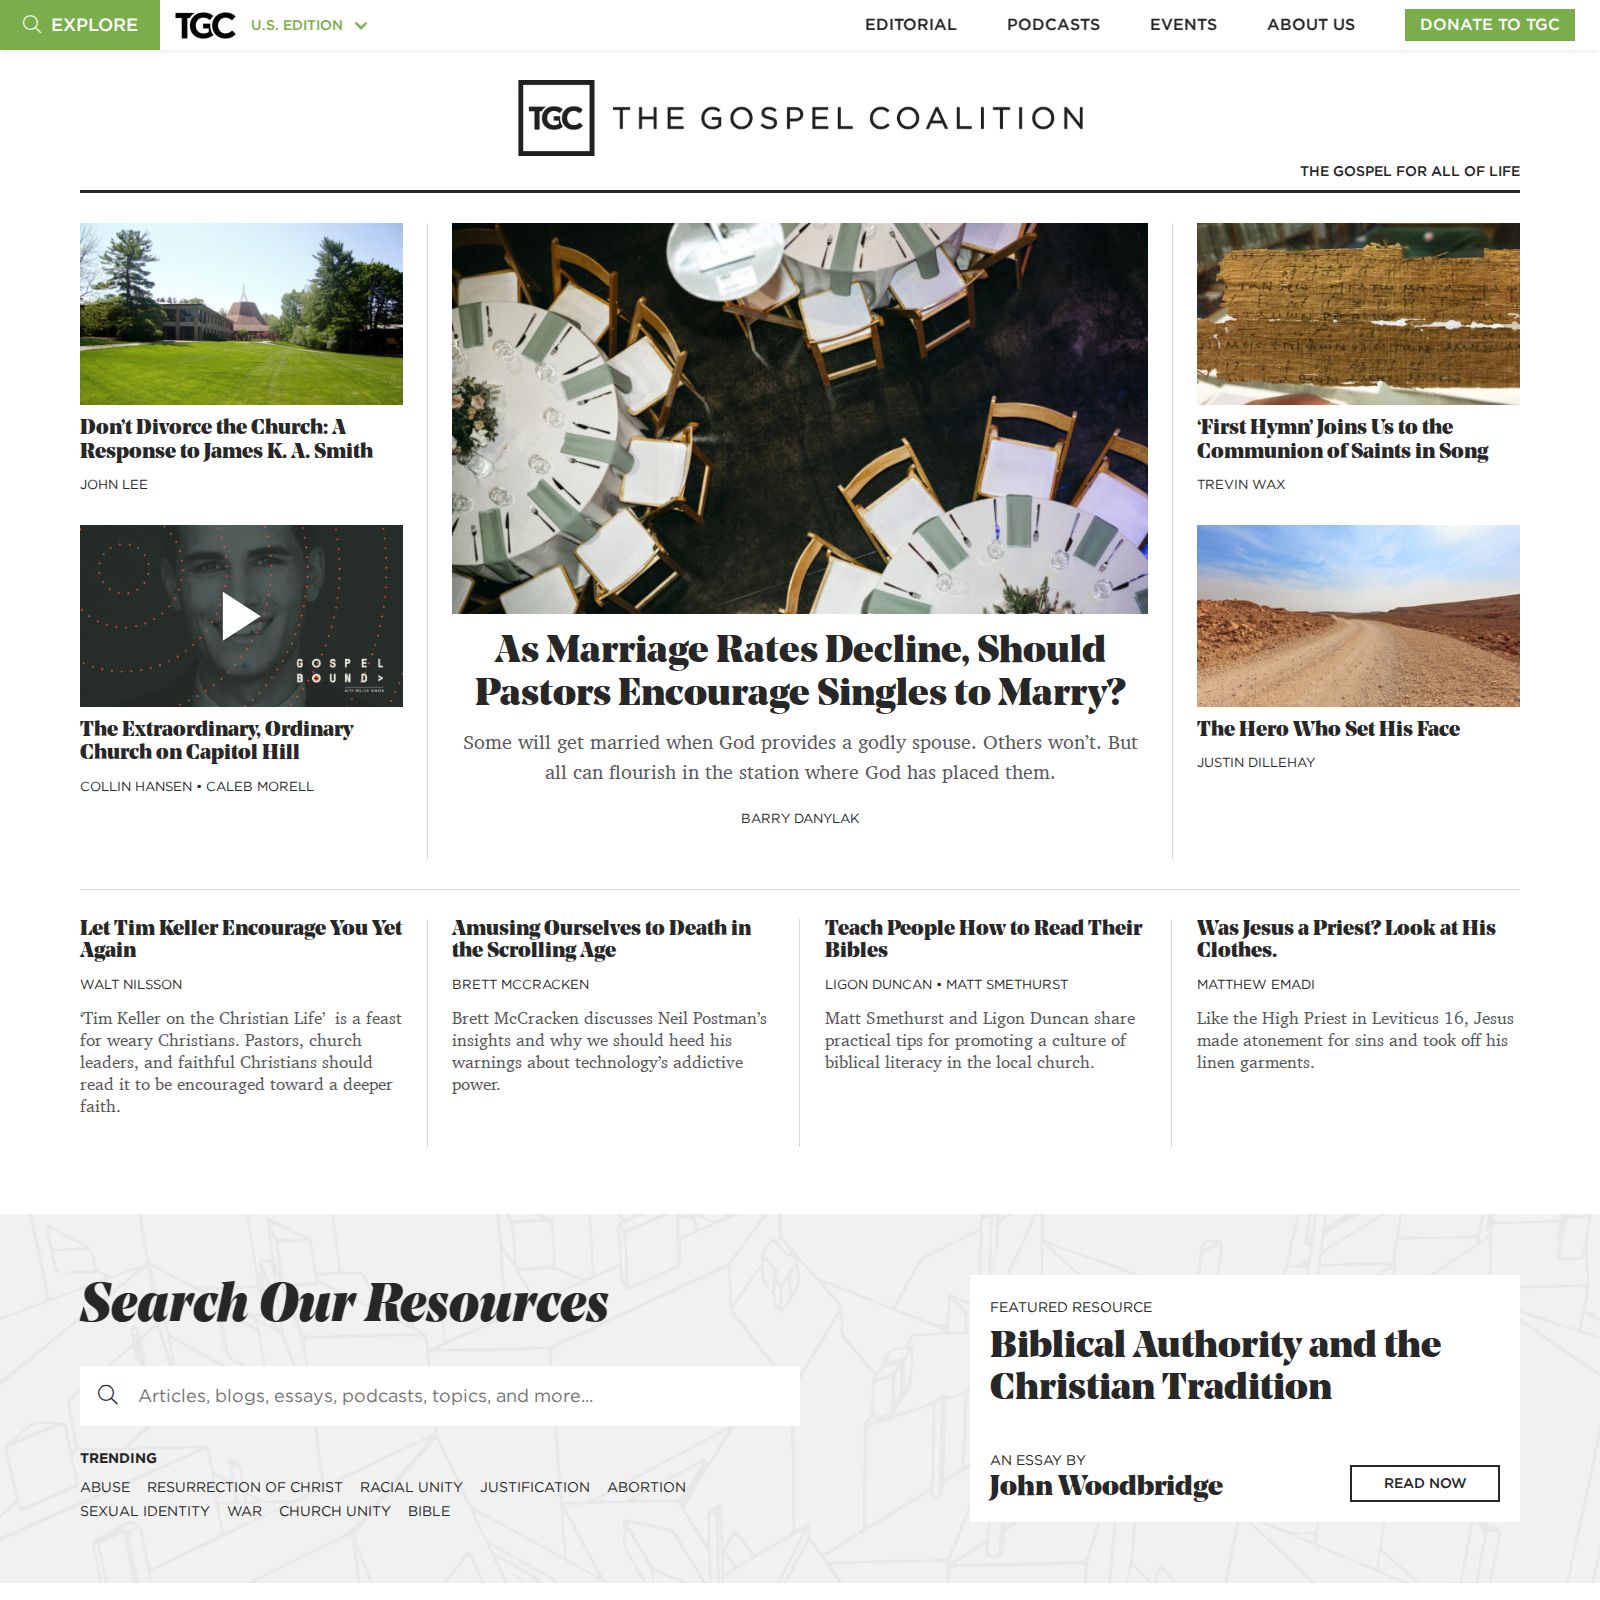 EXPLORE
TGC
U.S. EDITION
EDITORIAL
PODCASTS
EVENTS
ABOUT US
DONATE TO TGC
TGC
THE GOSPEL COALITION
THE GOSPEL FOR ALL OF LIFE
Don’t Divorce the Church: A
Response to James K. A. Smith
JOHN LEE
GOSPEL
BOUND>
WITH COLLIN HANSEN
The Extraordinary, Ordinary
Church on Capitol Hill
COLLIN HANSEN • CALEB MORELL
As Marriage Rates Decline, Should
Pastors Encourage Singles to Marry?
Some will get married when God provides a godly spouse. Others won’t. But
all can flourish in the station where God has placed them.
BARRY DANYLAK
‘First Hymn’ Joins Us to the
Communion of Saints in Song
TREVIN WAX
The Hero Who Set His Face
JUSTIN DILLEHAY
Let Tim Keller Encourage You Yet
Again
WALT NILSSON
‘Tim Keller on the Christian Life’ is a feast
for weary Christians. Pastors, church
leaders, and faithful Christians should
read it to be encouraged toward a deeper
faith.
Amusing Ourselves to Death in
the Scrolling Age
BRETT MCCRACKEN
Brett McCracken discusses Neil Postman’s
insights and why we should heed his
warnings about technology’s addictive
power.
Teach People How to Read Their
Bibles
LIGON DUNCAN • MATT SMETHURST
Matt Smethurst and Ligon Duncan share
practical tips for promoting a culture of
biblical literacy in the local church.
Was Jesus a Priest? Look at His
Clothes.
MATTHEW EMADI
Like the High Priest in Leviticus 16, Jesus
made atonement for sins and took off his
linen garments.
Search Our Resources
Articles, blogs, essays, podcasts, topics, and more...
TRENDING
ABUSE RESURRECTION OF CHRIST RACIAL UNITY JUSTIFICATION ABORTION
SEXUAL IDENTITY WAR CHURCH UNITY BIBLE
FEATURED RESOURCE
Biblical Authority and the
Christian Tradition
AN ESSAY BY
John Woodbridge
READ NOW